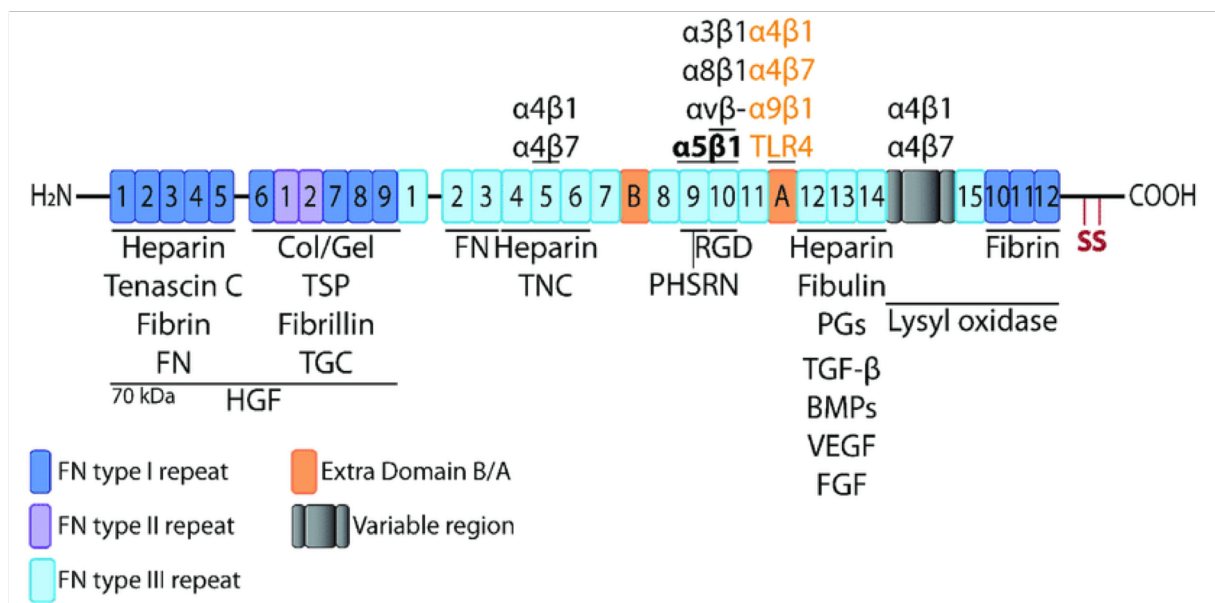 α3β1 α4β1
α8β1 α4β7
α4β1 αvβ- α9β1 α4β1
α4β7 α5β1 TLR4 α4β7
H₂N 1 2 3 4 5 6 1 2 7 8 9 1 2 3 4 5 6 7 B 8 9 10 11 A 12 13 14 15 10 11 12 COOH
SS
Heparin Col/Gel FN Heparin RGD Heparin Fibrin
Tenascin C TSP TNC PHSRN Fibulin
Fibrin Fibrillin PGs Lysyl oxidase
FN TGC TGF-β
70 kDa HGF BMPs
VEGF
FGF
FN type I repeat Extra Domain B/A
FN type II repeat Variable region
FN type III repeat